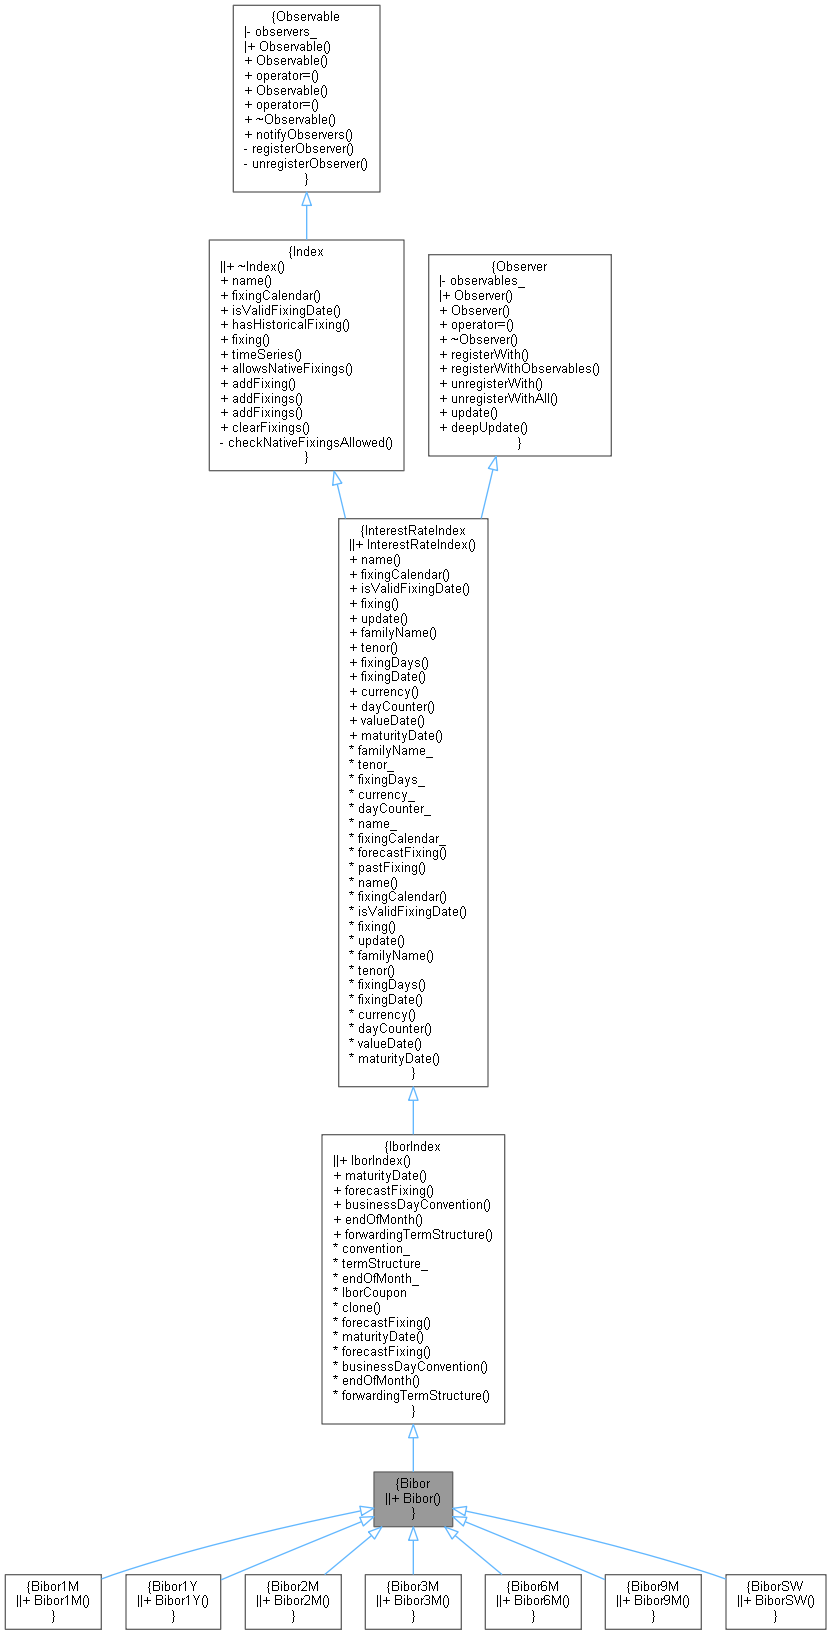 {Observable
|- observers_
|+ Observable()
+ Observable()
+ operator=()
+ Observable()
+ operator=()
+ ~Observable()
+ notifyObservers()
- registerObserver()
- unregisterObserver()
}
{Index
||+ ~Index()
+ name()
+ fixingCalendar()
+ isValidFixingDate()
+ hasHistoricalFixing()
+ fixing()
+ timeSeries()
+ allowsNativeFixings()
+ addFixing()
+ addFixings()
+ addFixings()
+ clearFixings()
- checkNativeFixingsAllowed()
}
{Observer
|- observables_
|+ Observer()
+ Observer()
+ operator=()
+ ~Observer()
+ registerWith()
+ registerWithObservables()
+ unregisterWith()
+ unregisterWithAll()
+ update()
+ deepUpdate()
}
{InterestRateIndex
||+ InterestRateIndex()
+ name()
+ fixingCalendar()
+ isValidFixingDate()
+ fixing()
+ update()
+ familyName()
+ tenor()
+ fixingDays()
+ fixingDate()
+ currency()
+ dayCounter()
+ valueDate()
+ maturityDate()
* familyName_
* tenor_
* fixingDays_
* currency_
* dayCounter_
* name_
* fixingCalendar_
* forecastFixing()
* pastFixing()
* name()
* fixingCalendar()
* isValidFixingDate()
* fixing()
* update()
* familyName()
* tenor()
* fixingDays()
* fixingDate()
* currency()
* dayCounter()
* valueDate()
* maturityDate()
}
{IborIndex
||+ IborIndex()
+ maturityDate()
+ forecastFixing()
+ businessDayConvention()
+ endOfMonth()
+ forwardingTermStructure()
* convention_
* termStructure_
* endOfMonth_
* IborCoupon
* clone()
* forecastFixing()
* maturityDate()
* forecastFixing()
* businessDayConvention()
* endOfMonth()
* forwardingTermStructure()
}
{Bibor
||+ Bibor()
}
{Bibor1M
||+ Bibor1M()
}
{Bibor1Y
||+ Bibor1Y()
}
{Bibor2M
||+ Bibor2M()
}
{Bibor3M
||+ Bibor3M()
}
{Bibor6M
||+ Bibor6M()
}
{Bibor9M
||+ Bibor9M()
}
{BiborSW
||+ BiborSW()
}